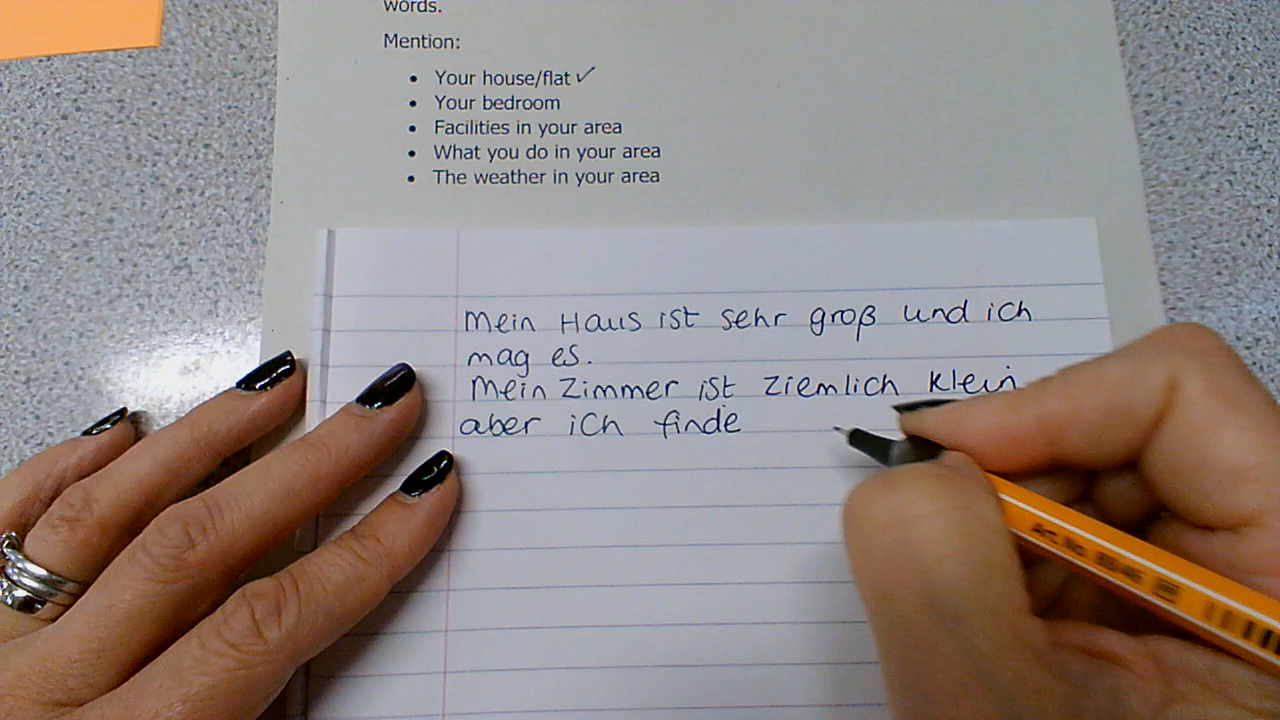 words.
Mention:
• Your house/flat ✓
• Your bedroom
• Facilities in your area
• What you do in your area
• The weather in your area
Mein Haus ist sehr groß und ich
mag es.
Mein Zimmer ist ziemlich klein
aber ich finde
Art.No.